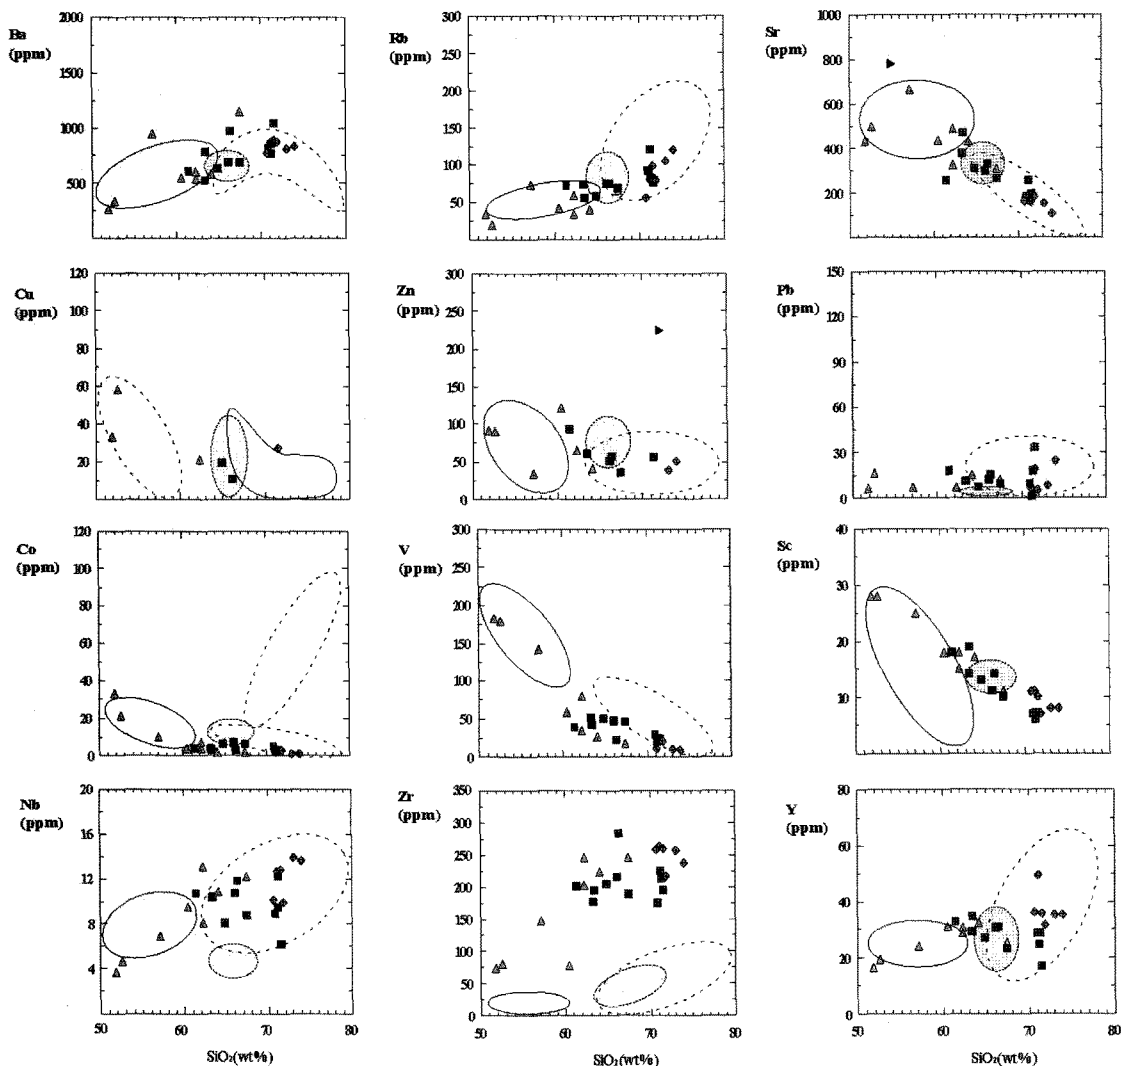 Ba
(ppm)
2000
1500
1000
500
Rb
(ppm)
300
250
200
150
100
50
0
Sr
(ppm)
1000
800
600
400
200
0
Cu
(ppm)
120
100
80
60
40
20
Zn
(ppm)
300
250
200
150
100
50
0
Pb
(ppm)
150
120
90
60
30
0
Co
(ppm)
120
100
80
60
40
20
0
V
(ppm)
300
250
200
150
100
50
0
Sc
(ppm)
40
30
20
10
Nb
(ppm)
20
16
12
8
4
50 60 70 80
SiO₂(wt%)
Zr
(ppm)
350
300
250
200
150
100
50
0
50 60 70 80
SiO₂(wt%)
Y
(ppm)
80
60
40
20
0
50 60 70 80
SiO₂(wt%)